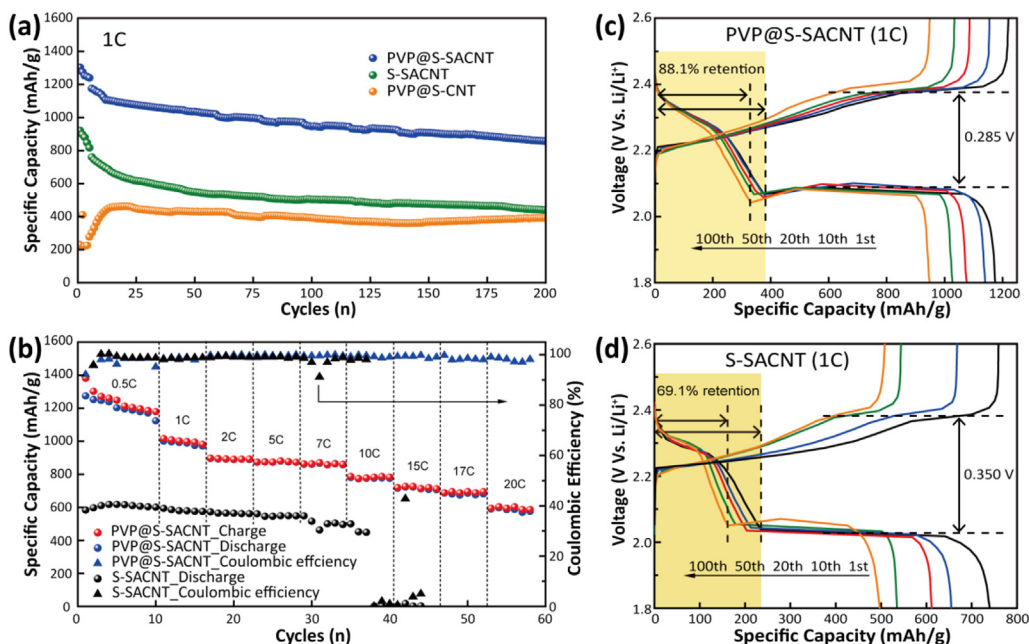 (a)
1C
PVP@S-SACNT
S-SACNT
PVP@S-CNT
Specific Capacity (mAh/g)
1600
1400
1200
1000
800
600
400
200
0
0 25 50 75 100 125 150 175 200
Cycles (n)
(b)
0.5C
1C
2C
5C
7C
10C
15C
17C
20C
PVP@S-SACNT_Charge
PVP@S-SACNT_Discharge
PVP@S-SACNT_Coulombic effciency
S-SACNT_Discharge
S-SACNT_Coulombic efficiency
Specific Capacity (mAh/g)
1600
1400
1200
1000
800
600
400
200
0
Coulombic Efficiency (%)
100
80
60
40
20
0
0 10 20 30 40 50 60
Cycles (n)
(c)
PVP@S-SACNT (1C)
88.1% retention
0.285 V
100th 50th 20th 10th 1st
Voltage (V Vs. Li/Li⁺)
2.6
2.4
2.2
2.0
1.8
0 200 400 600 800 1000 1200
Specific Capacity (mAh/g)
(d)
S-SACNT (1C)
69.1% retention
0.350 V
100th 50th 20th 10th 1st
Voltage (V Vs. Li/Li⁺)
2.6
2.4
2.2
2.0
1.8
0 100 200 300 400 500 600 700 800
Specific Capacity (mAh/g)